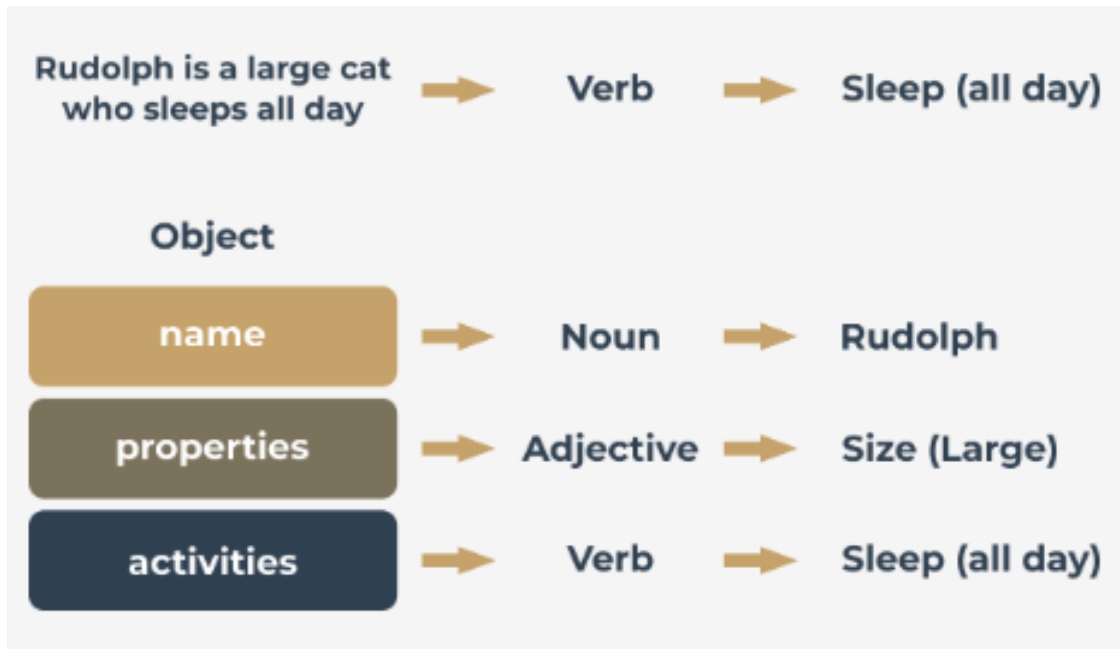 Rudolph is a large cat
who sleeps all day
Verb
Sleep (all day)
Object
name
Noun
Rudolph
properties
Adjective
Size (Large)
activities
Verb
Sleep (all day)